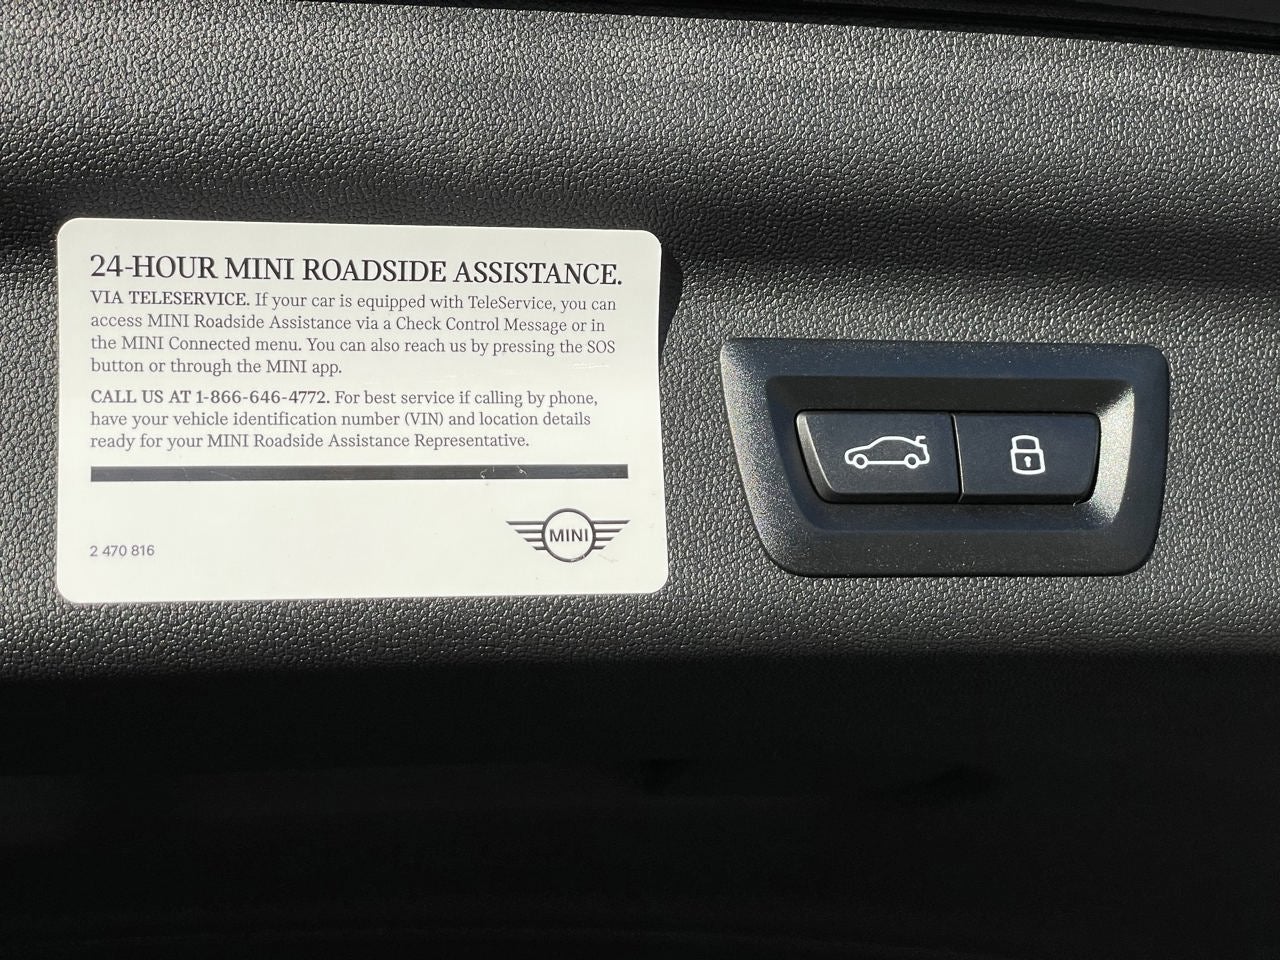 24-HOUR MINI ROADSIDE ASSISTANCE.
VIA TELESERVICE. If your car is equipped with TeleService, you can
access MINI Roadside Assistance via a Check Control Message or in
the MINI Connected menu. You can also reach us by pressing the SOS
button or through the MINI app.
CALL US AT 1-866-646-4772. For best service if calling by phone,
have your vehicle identification number (VIN) and location details
ready for your MINI Roadside Assistance Representative.
2 470 816
MINI